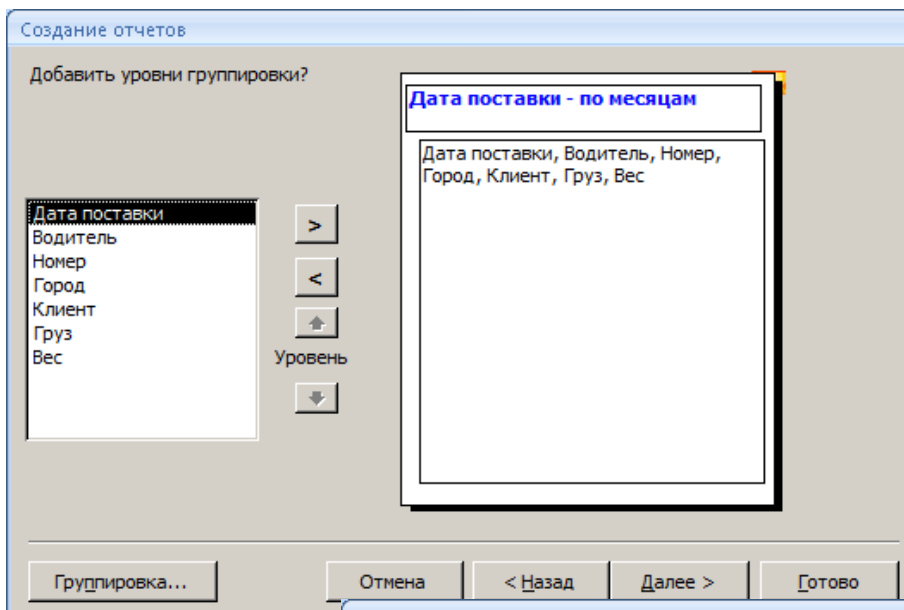 Создание отчетов
Добавить уровни группировки?
Дата поставки - по месяцам
Дата поставки, Водитель, Номер,
Город, Клиент, Груз, Вес
Дата поставки
Водитель
Номер
Город
Клиент
Груз
Вес
>
<
Уровень
Группировка...
Отмена
< Назад
Далее >
Готово